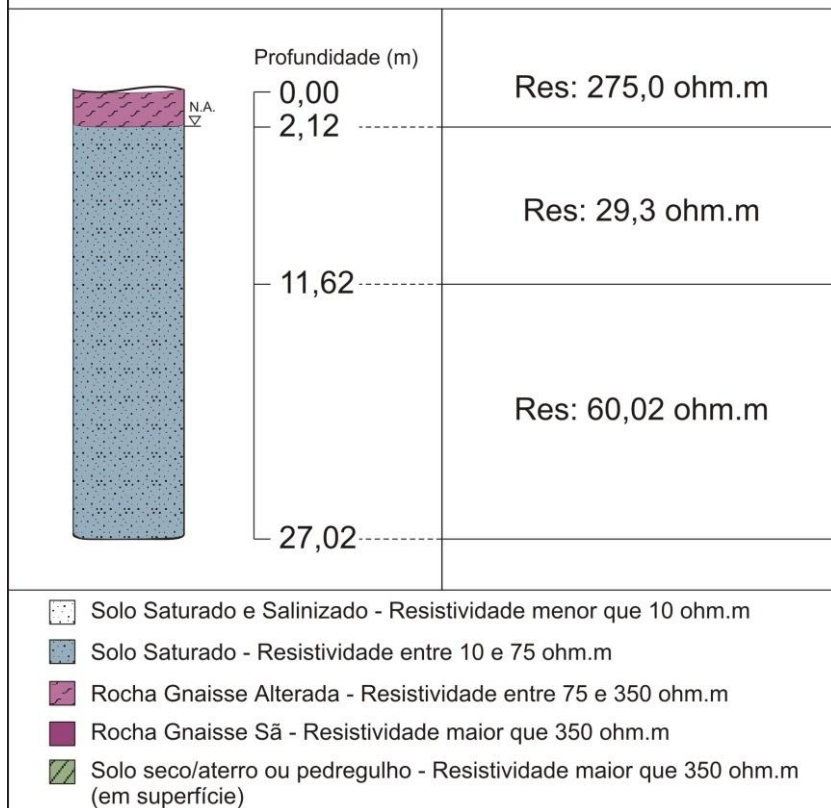 Profundidade (m)
0,00
Res: 275,0 ohm.m
N.A.
2,12
Res: 29,3 ohm.m
11,62
Res: 60,02 ohm.m
27,02
Solo Saturado e Salinizado - Resistividade menor que 10 ohm.m
Solo Saturado - Resistividade entre 10 e 75 ohm.m
Rocha Gnaisse Alterada - Resistividade entre 75 e 350 ohm.m
Rocha Gnaisse Sã - Resistividade maior que 350 ohm.m
Solo seco/aterro ou pedregulho - Resistividade maior que 350 ohm.m
(em superfície)